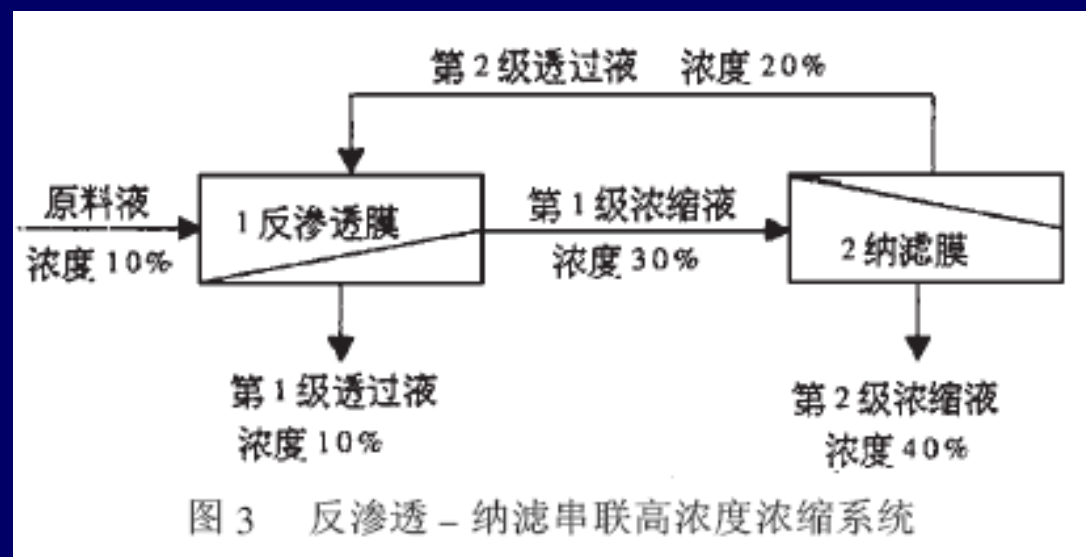 第2级透过液 浓度20%
原料液
浓度10%
1反渗透膜
第1级浓缩液
浓度30%
2纳滤膜
第1级透过液
浓度10%
第2级浓缩液
浓度40%
图3 反渗透–纳滤串联高浓度浓缩系统